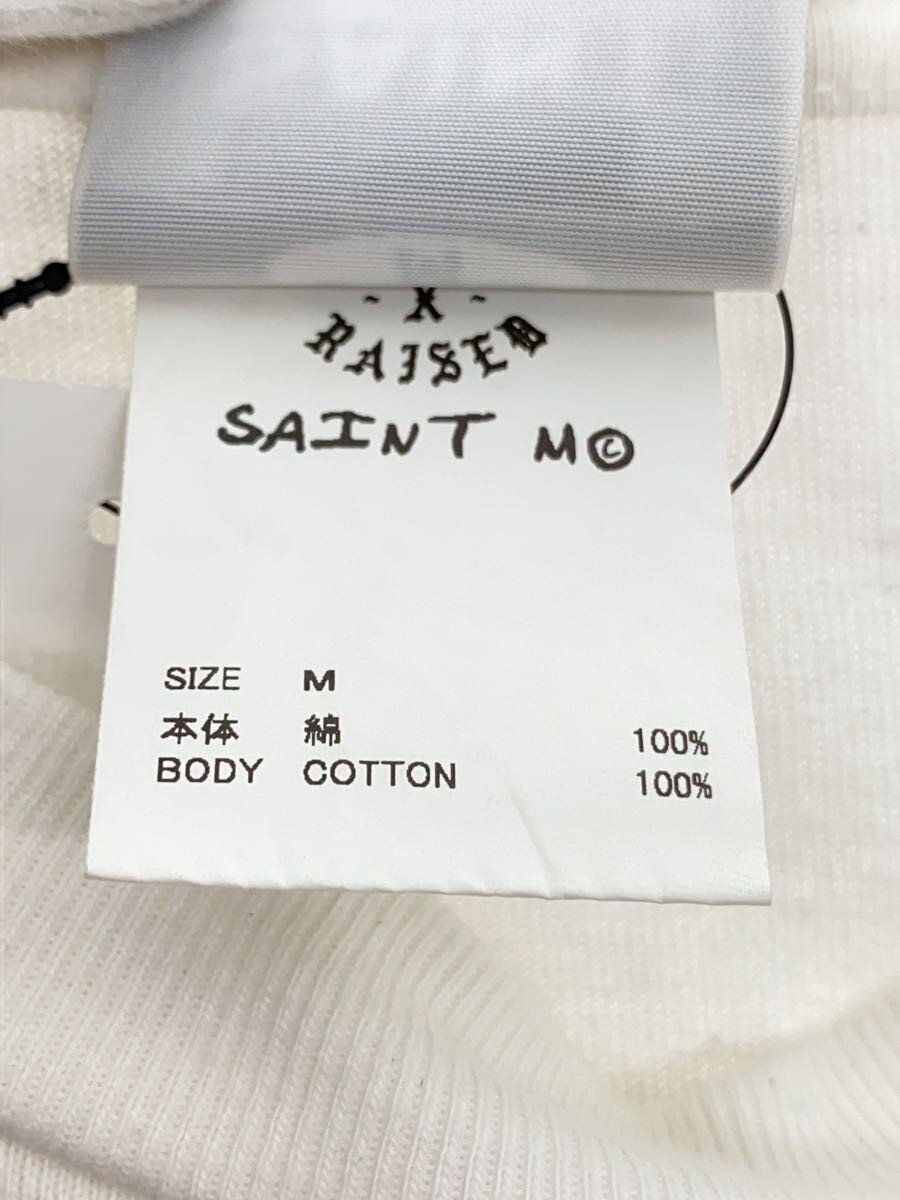 ~ X ~
RAISED
SAINT M©
SIZE M
本体 綿 100%
BODY COTTON 100%